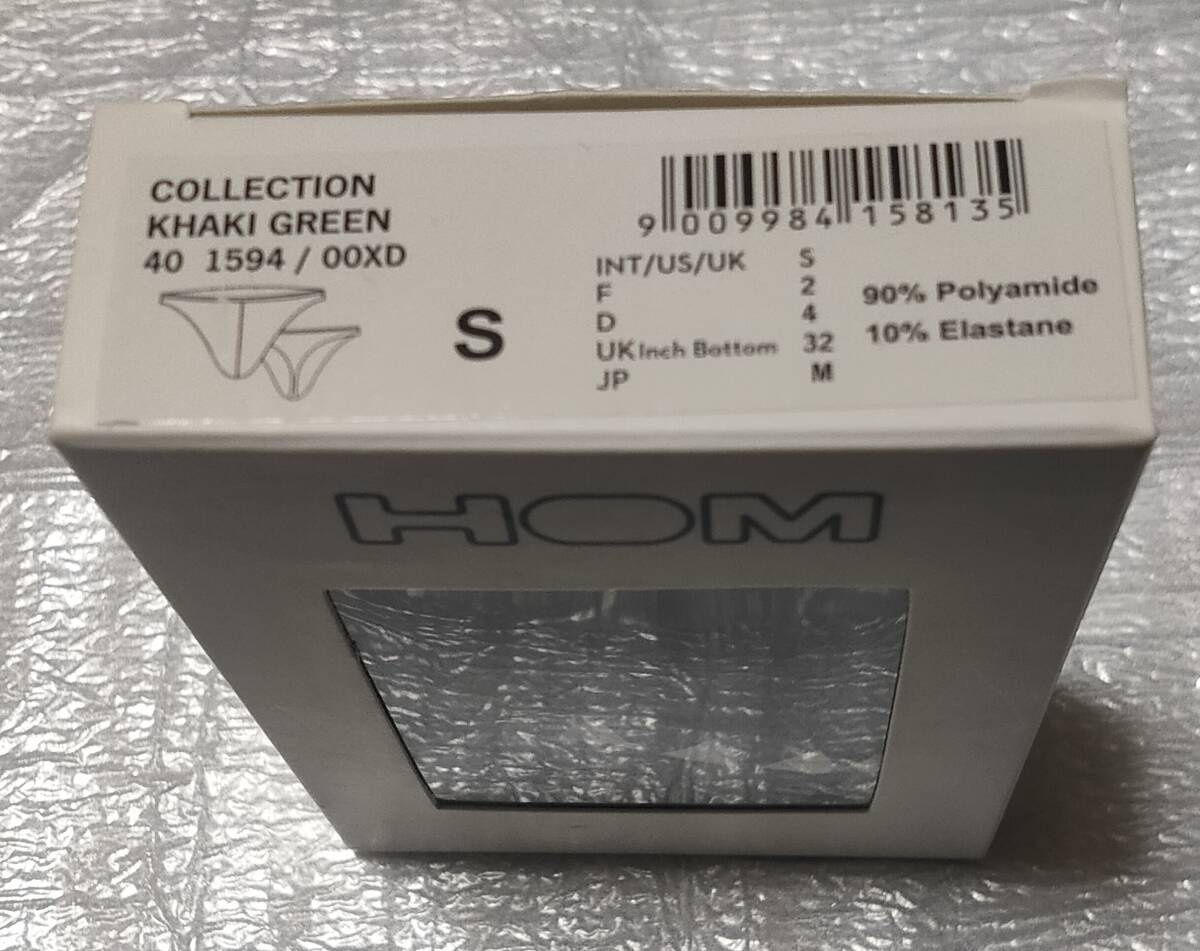 COLLECTION
KHAKI GREEN
40 1594 / 00XD
S
9 009984 158135
INT/US/UK S
F 2
D 4
UK Inch Bottom 32
JP M
90% Polyamide
10% Elastane
HOM